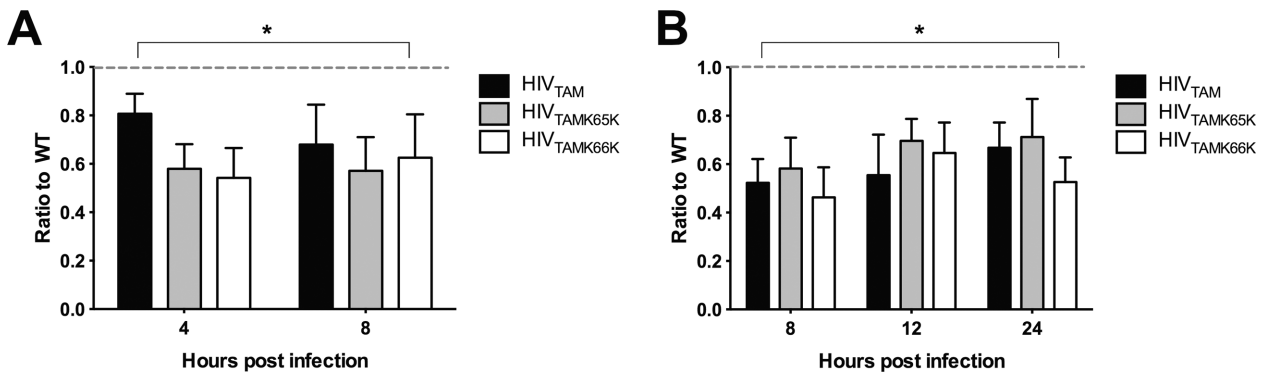 A
*
Ratio to WT
1.0
0.8
0.6
0.4
0.2
0.0
4
8
Hours post infection
HIVTAM
HIVTAMK65K
HIVTAMK66K
B
*
Ratio to WT
1.0
0.8
0.6
0.4
0.2
0.0
8
12
24
Hours post infection
HIVTAM
HIVTAMK65K
HIVTAMK66K